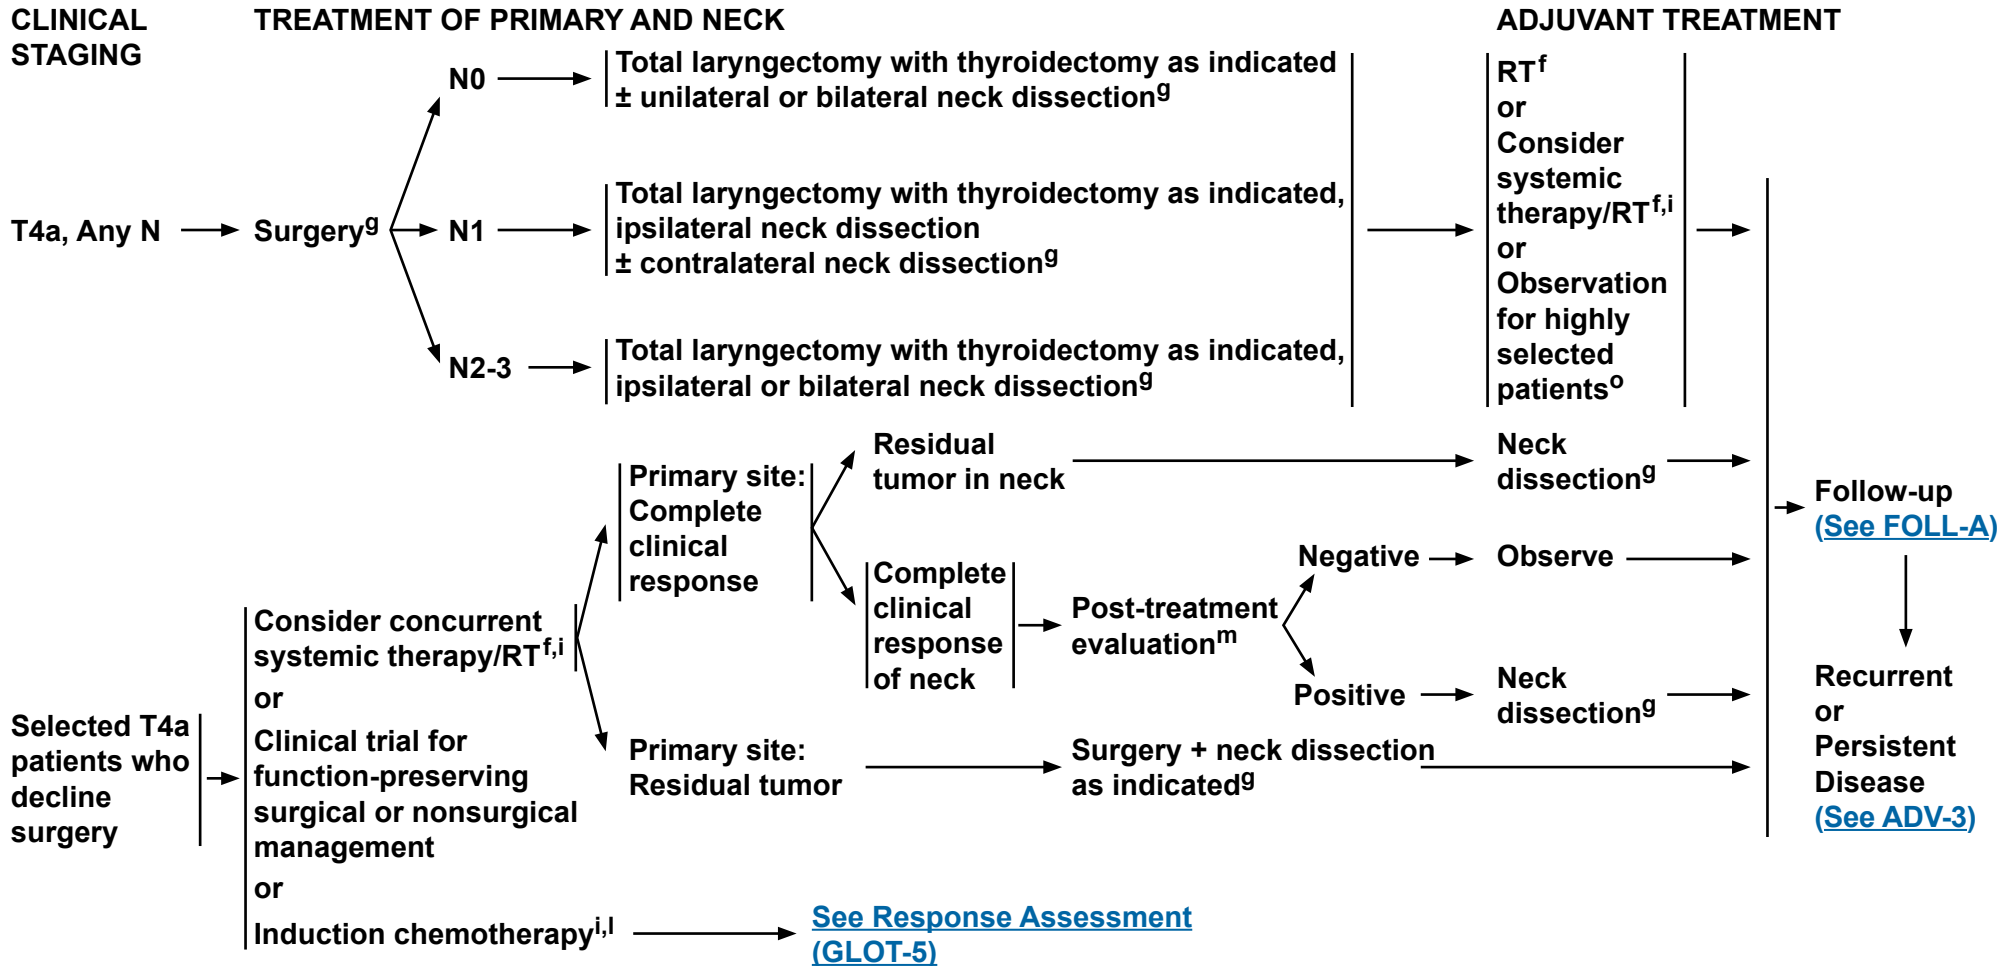 CLINICAL
STAGING
TREATMENT OF PRIMARY AND NECK
ADJUVANT TREATMENT
T4a, Any N
Surgeryg
N0
Total laryngectomy with thyroidectomy as indicated
± unilateral or bilateral neck dissectiong
N1
Total laryngectomy with thyroidectomy as indicated,
ipsilateral neck dissection
± contralateral neck dissectiong
N2-3
Total laryngectomy with thyroidectomy as indicated,
ipsilateral or bilateral neck dissectiong
RTf
or
Consider
systemic
therapy/RTf,i
or
Observation
for highly
selected
patientso
Selected T4a
patients who
decline
surgery
Consider concurrent
systemic therapy/RTf,i
or
Clinical trial for
function-preserving
surgical or nonsurgical
management
or
Induction chemotherapyi,l
Primary site:
Complete
clinical
response
Residual
tumor in neck
Neck
dissectiong
Complete
clinical
response
of neck
Post-treatment
evaluationm
Negative
Observe
Positive
Neck
dissectiong
Primary site:
Residual tumor
Surgery + neck dissection
as indicatedg
See Response Assessment
(GLOT-5)
Follow-up
(See FOLL-A)
Recurrent
or
Persistent
Disease
(See ADV-3)